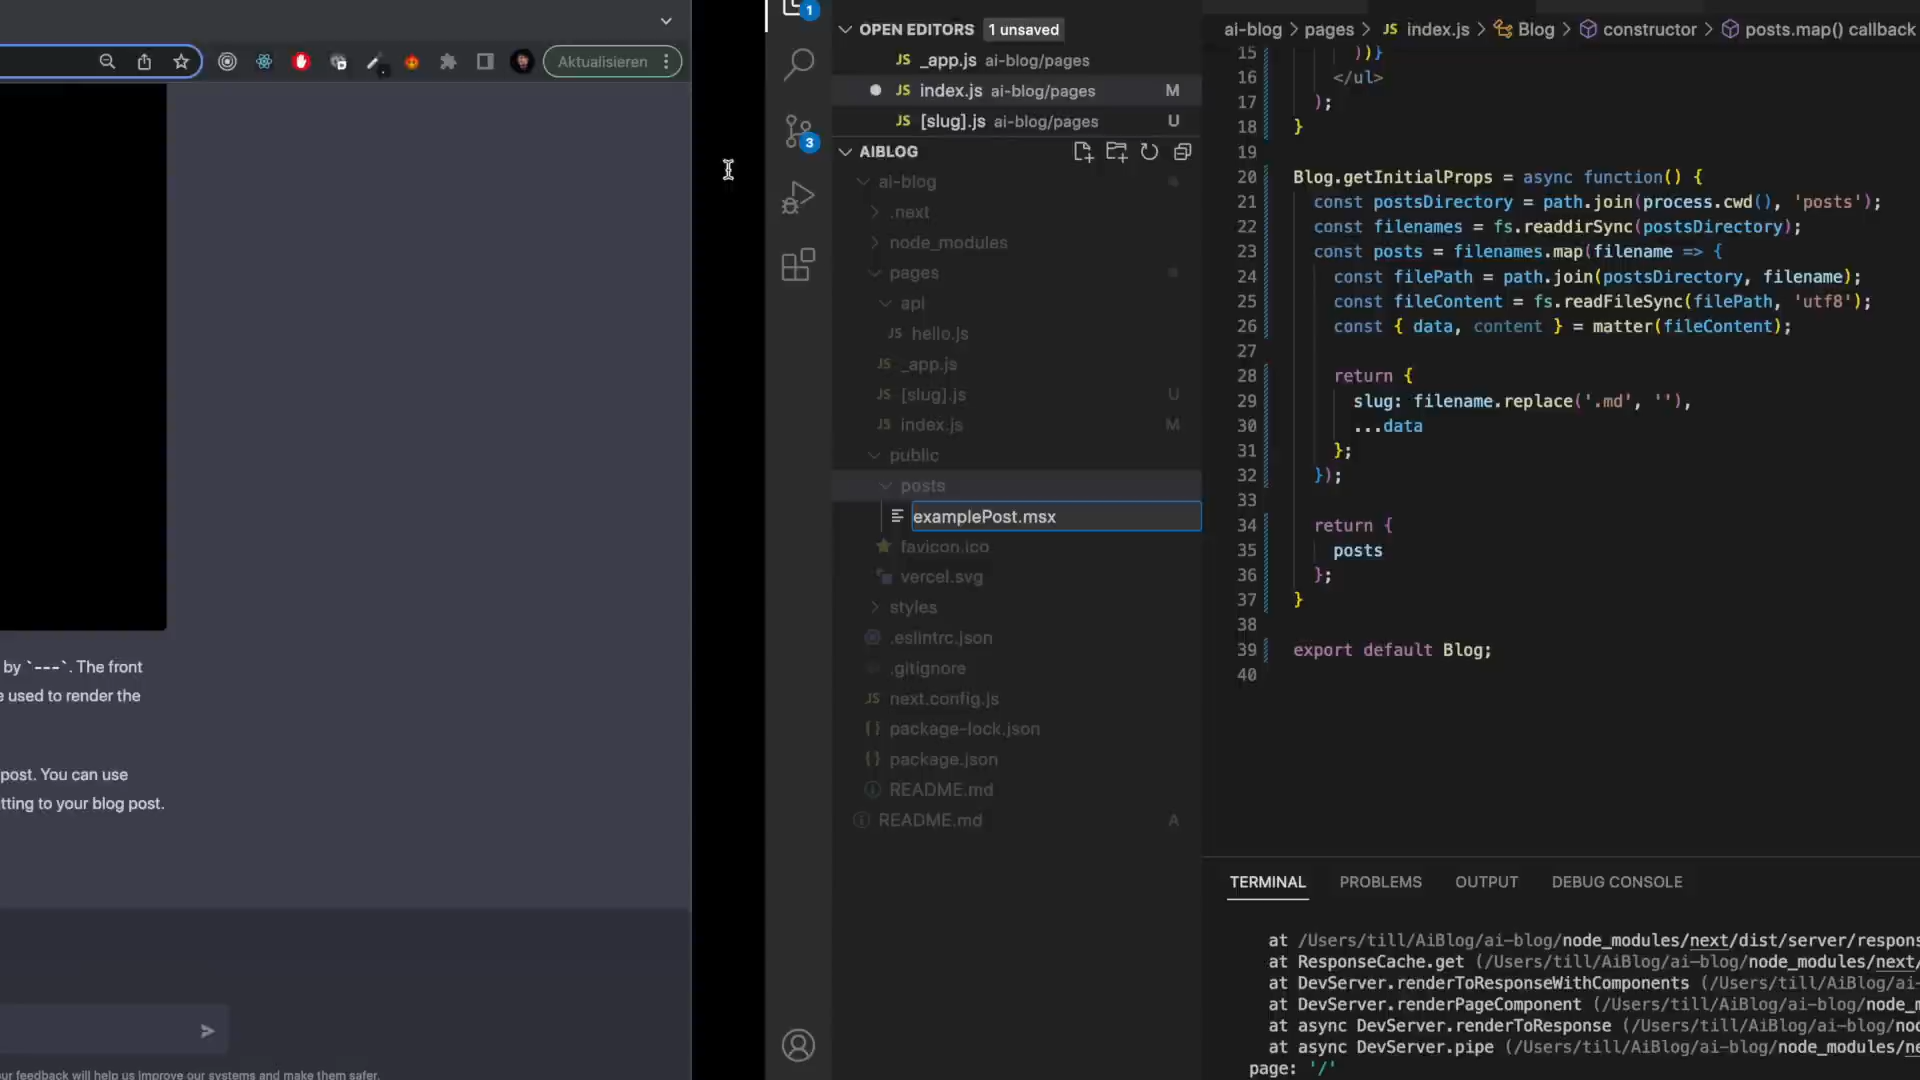 Aktualisieren
by `---`. The front
e used to render the
post. You can use
tting to your blog post.
ur feedback will help us improve our systems and make them safer.
1
3
OPEN EDITORS 1 unsaved
JS _app.js ai-blog/pages
JS index.js ai-blog/pages M
JS [slug].js ai-blog/pages U
AIBLOG
ai-blog
.next
node_modules
pages
api
JS hello.js
JS _app.js
JS [slug].js U
JS index.js M
public
posts
examplePost.msx
favicon.ico
vercel.svg
styles
.eslintrc.json
.gitignore
JS next.config.js
{} package-lock.json
{} package.json
README.md
README.md A
ai-blog > pages > JS index.js > Blog > constructor > posts.map() callback
15 ))}
16 </ul>
17 );
18 }
19
20 Blog.getInitialProps = async function() {
21 const postsDirectory = path.join(process.cwd(), 'posts');
22 const filenames = fs.readdirSync(postsDirectory);
23 const posts = filenames.map(filename => {
24 const filePath = path.join(postsDirectory, filename);
25 const fileContent = fs.readFileSync(filePath, 'utf8');
26 const { data, content } = matter(fileContent);
27
28 return {
29 slug: filename.replace('.md', ''),
30 ...data
31 };
32 });
33
34 return {
35 posts
36 };
37 }
38
39 export default Blog;
40
TERMINAL PROBLEMS OUTPUT DEBUG CONSOLE
at /Users/till/AiBlog/ai-blog/node_modules/next/dist/server/respons
at ResponseCache.get (/Users/till/AiBlog/ai-blog/node_modules/next/
at DevServer.renderToResponseWithComponents (/Users/till/AiBlog/ai-
at DevServer.renderPageComponent (/Users/till/AiBlog/ai-blog/node_m
at async DevServer.renderToResponse (/Users/till/AiBlog/ai-blog/no
at async DevServer.pipe (/Users/till/AiBlog/ai-blog/node_modules/ne
page: '/'